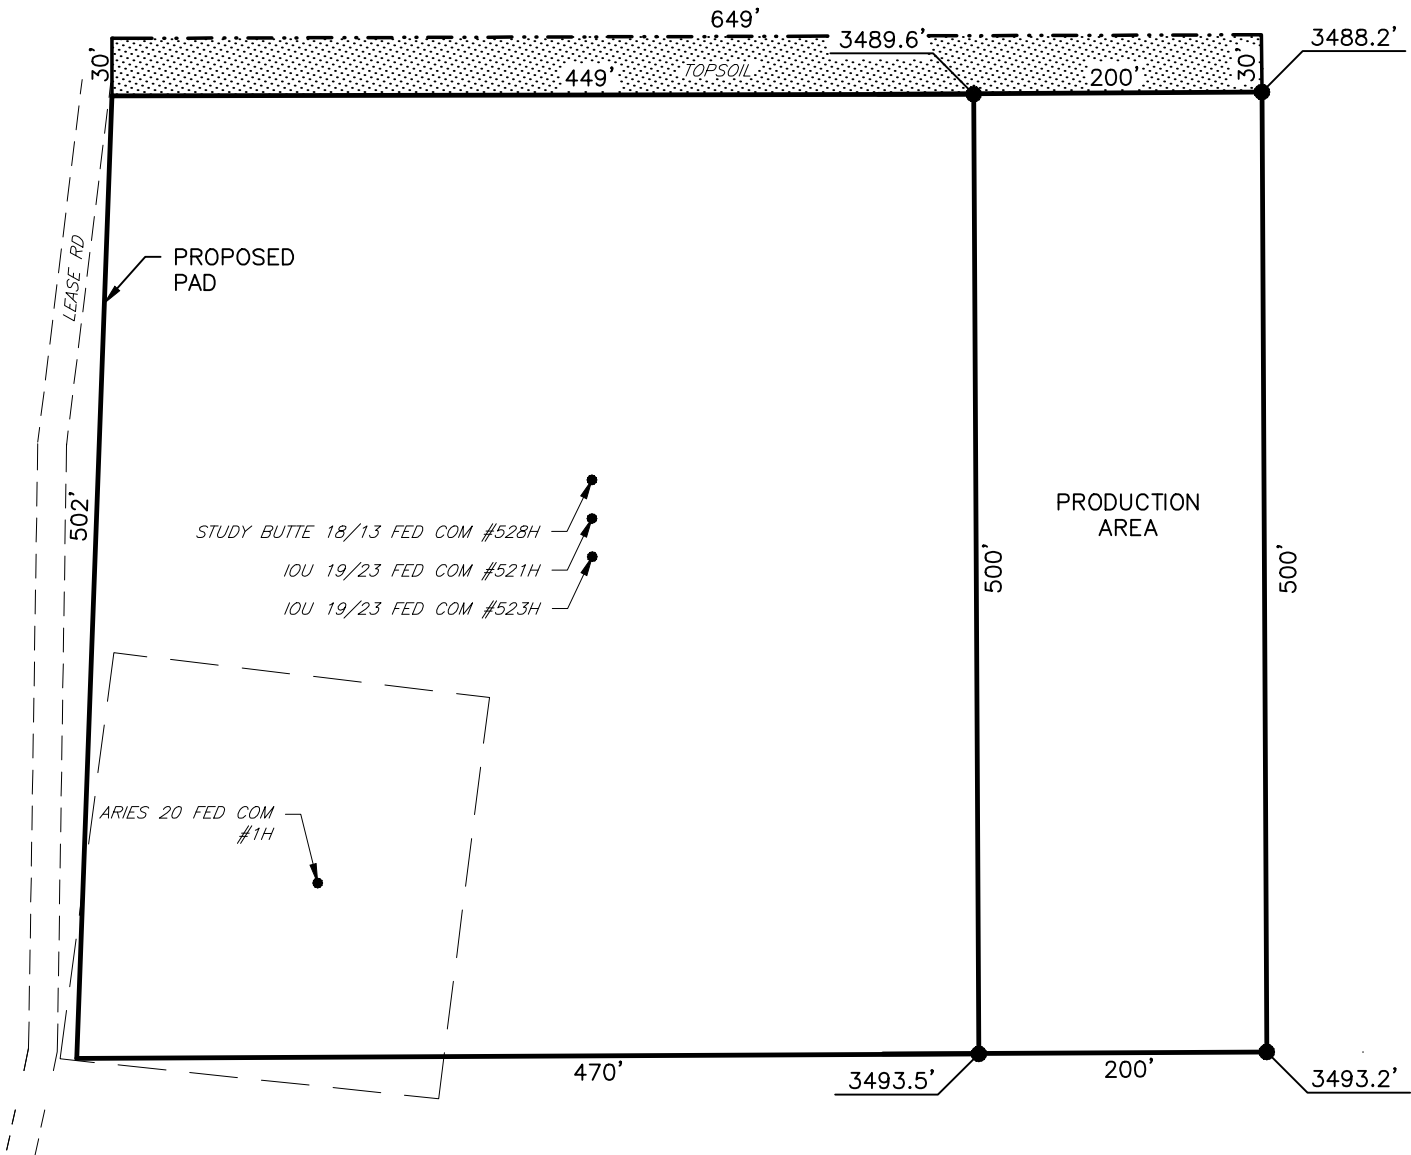 649'
3489.6'
3488.2'
30'
449'
TOPSOIL
200'
30'
LEASE RD
PROPOSED
PAD
502'
STUDY BUTTE 18/13 FED COM #528H
IOU 19/23 FED COM #521H
IOU 19/23 FED COM #523H
PRODUCTION
AREA
500'
500'
ARIES 20 FED COM
#1H
470'
3493.5'
200'
3493.2'